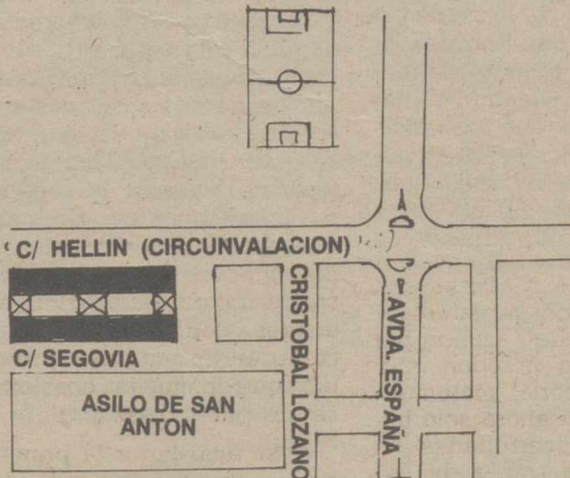 C/ HELLIN (CIRCUNVALACION)
CRISTOBAL LOZANO
AVDA. ESPAÑA
C/ SEGOVIA
ASILO DE SAN
ANTON